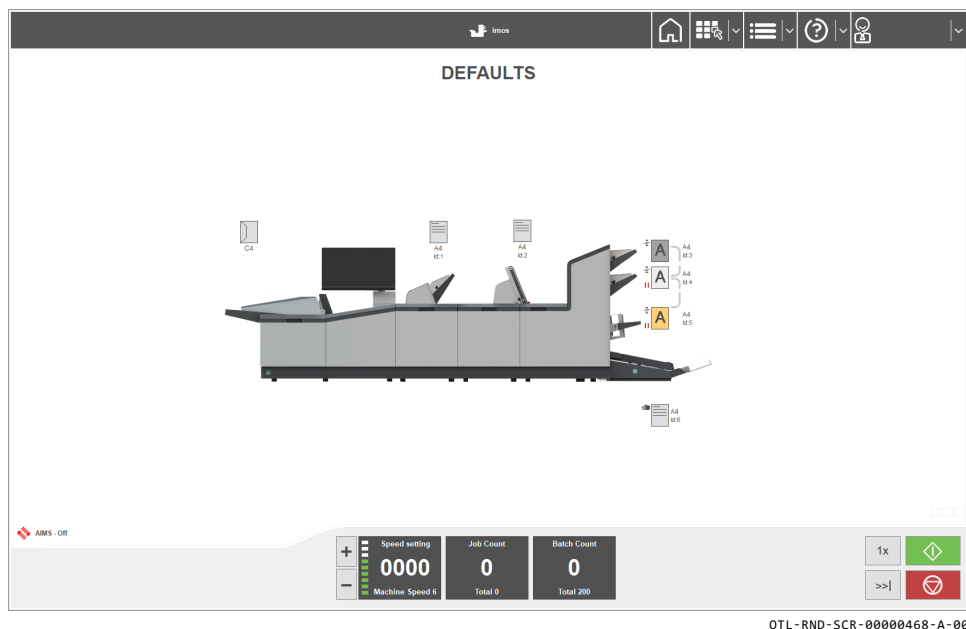 imos
DEFAULTS
C4
A4
Id:1
A4
Id:2
A
A4
Id:3
A
A4
Id:4
A
A4
Id:5
A4
Id:6
AIMS - Off
+
−
Speed setting
0000
Machine Speed 6
Job Count
0
Total 0
Batch Count
0
Total 200
1x
>>|
OTL-RND-SCR-00000468-A-00